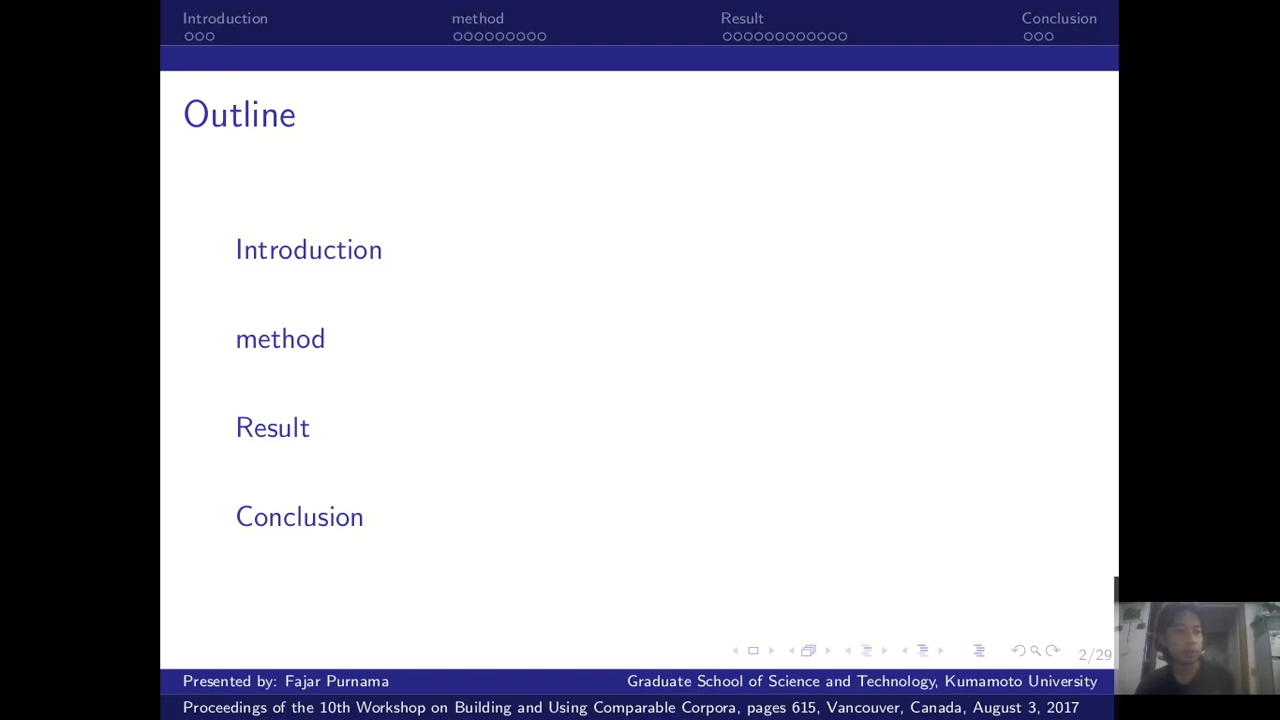 Introduction method Result Conclusion
Outline
Introduction
method
Result
Conclusion
2/29
Presented by: Fajar Purnama Graduate School of Science and Technology, Kumamoto University
Proceedings of the 10th Workshop on Building and Using Comparable Corpora, pages 615, Vancouver, Canada, August 3, 2017